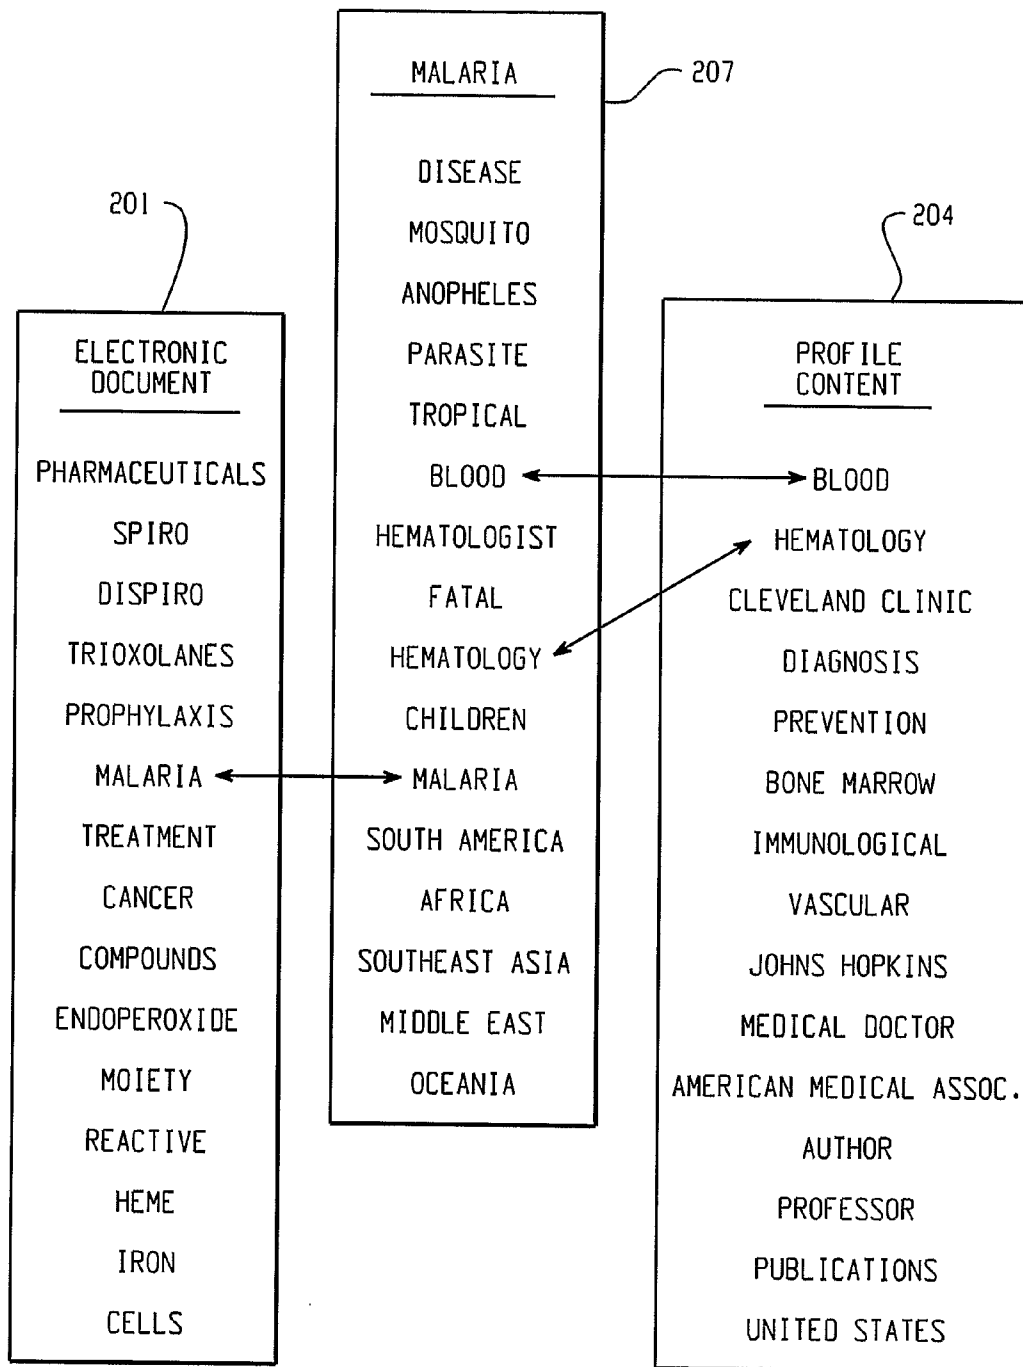 201
ELECTRONIC
DOCUMENT
PHARMACEUTICALS
SPIRO
DISPIRO
TRIOXOLANES
PROPHYLAXIS
MALARIA
TREATMENT
CANCER
COMPOUNDS
ENDOPEROXIDE
MOIETY
REACTIVE
HEME
IRON
CELLS
207
MALARIA
DISEASE
MOSQUITO
ANOPHELES
PARASITE
TROPICAL
BLOOD
HEMATOLOGIST
FATAL
HEMATOLOGY
CHILDREN
MALARIA
SOUTH AMERICA
AFRICA
SOUTHEAST ASIA
MIDDLE EAST
OCEANIA
204
PROFILE
CONTENT
BLOOD
HEMATOLOGY
CLEVELAND CLINIC
DIAGNOSIS
PREVENTION
BONE MARROW
IMMUNOLOGICAL
VASCULAR
JOHNS HOPKINS
MEDICAL DOCTOR
AMERICAN MEDICAL ASSOC.
AUTHOR
PROFESSOR
PUBLICATIONS
UNITED STATES